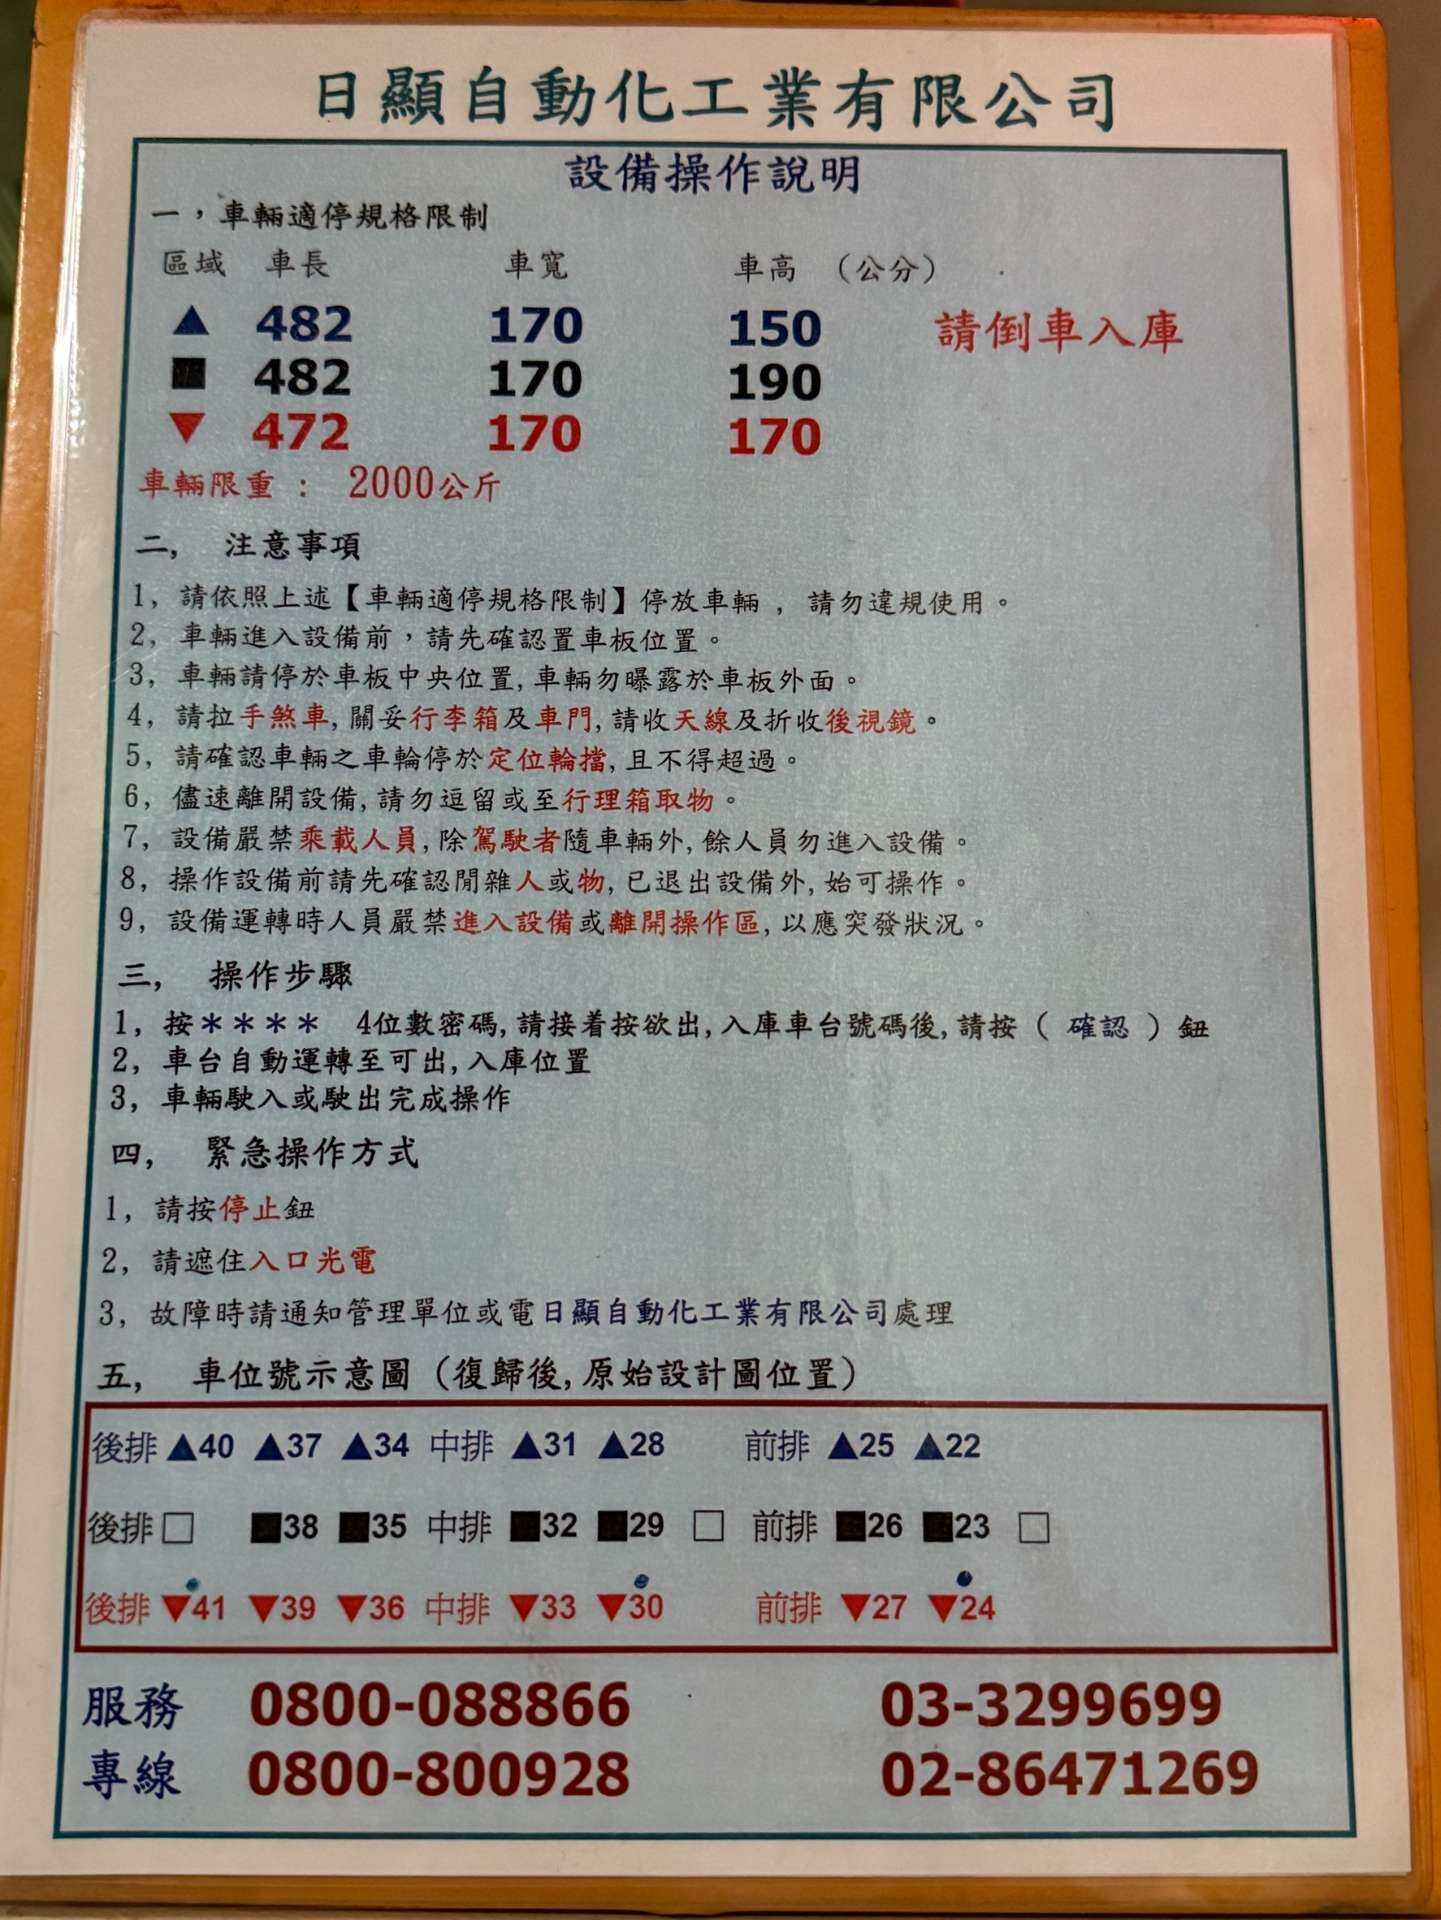 日顯自動化工業有限公司
設備操作說明
一，車輛適停規格限制
區域 車長 車寬 車高 （公分）
▲ 482 170 150 請倒車入庫
■ 482 170 190
▼ 472 170 170
車輛限重： 2000公斤
二, 注意事項
1, 請依照上述【車輛適停規格限制】停放車輛, 請勿違規使用。
2, 車輛進入設備前，請先確認置車板位置。
3, 車輛請停於車板中央位置, 車輛勿曝露於車板外面。
4, 請拉手煞車, 關妥行李箱及車門, 請收天線及折收後視鏡。
5, 請確認車輛之車輪停於定位輪擋, 且不得超過。
6, 儘速離開設備, 請勿逗留或至行理箱取物。
7, 設備嚴禁乘載人員, 除駕駛者隨車輛外, 餘人員勿進入設備。
8, 操作設備前請先確認閒雜人或物, 已退出設備外, 始可操作。
9, 設備運轉時人員嚴禁進入設備或離開操作區, 以應突發狀況。
三, 操作步驟
1, 按＊＊＊＊ 4位數密碼, 請接着按欲出, 入庫車台號碼後, 請按（ 確認 ）鈕
2, 車台自動運轉至可出, 入庫位置
3, 車輛駛入或駛出完成操作
四, 緊急操作方式
1, 請按停止鈕
2, 請遮住入口光電
3, 故障時請通知管理單位或電日顯自動化工業有限公司處理
五, 車位號示意圖（復歸後, 原始設計圖位置）
後排 ▲40 ▲37 ▲34 中排 ▲31 ▲28 前排 ▲25 ▲22
後排 □ ■38 ■35 中排 ■32 ■29 □ 前排 ■26 ■23 □
後排 ▼41 ▼39 ▼36 中排 ▼33 ▼30 前排 ▼27 ▼24
服務 0800-088866 03-3299699
專線 0800-800928 02-86471269